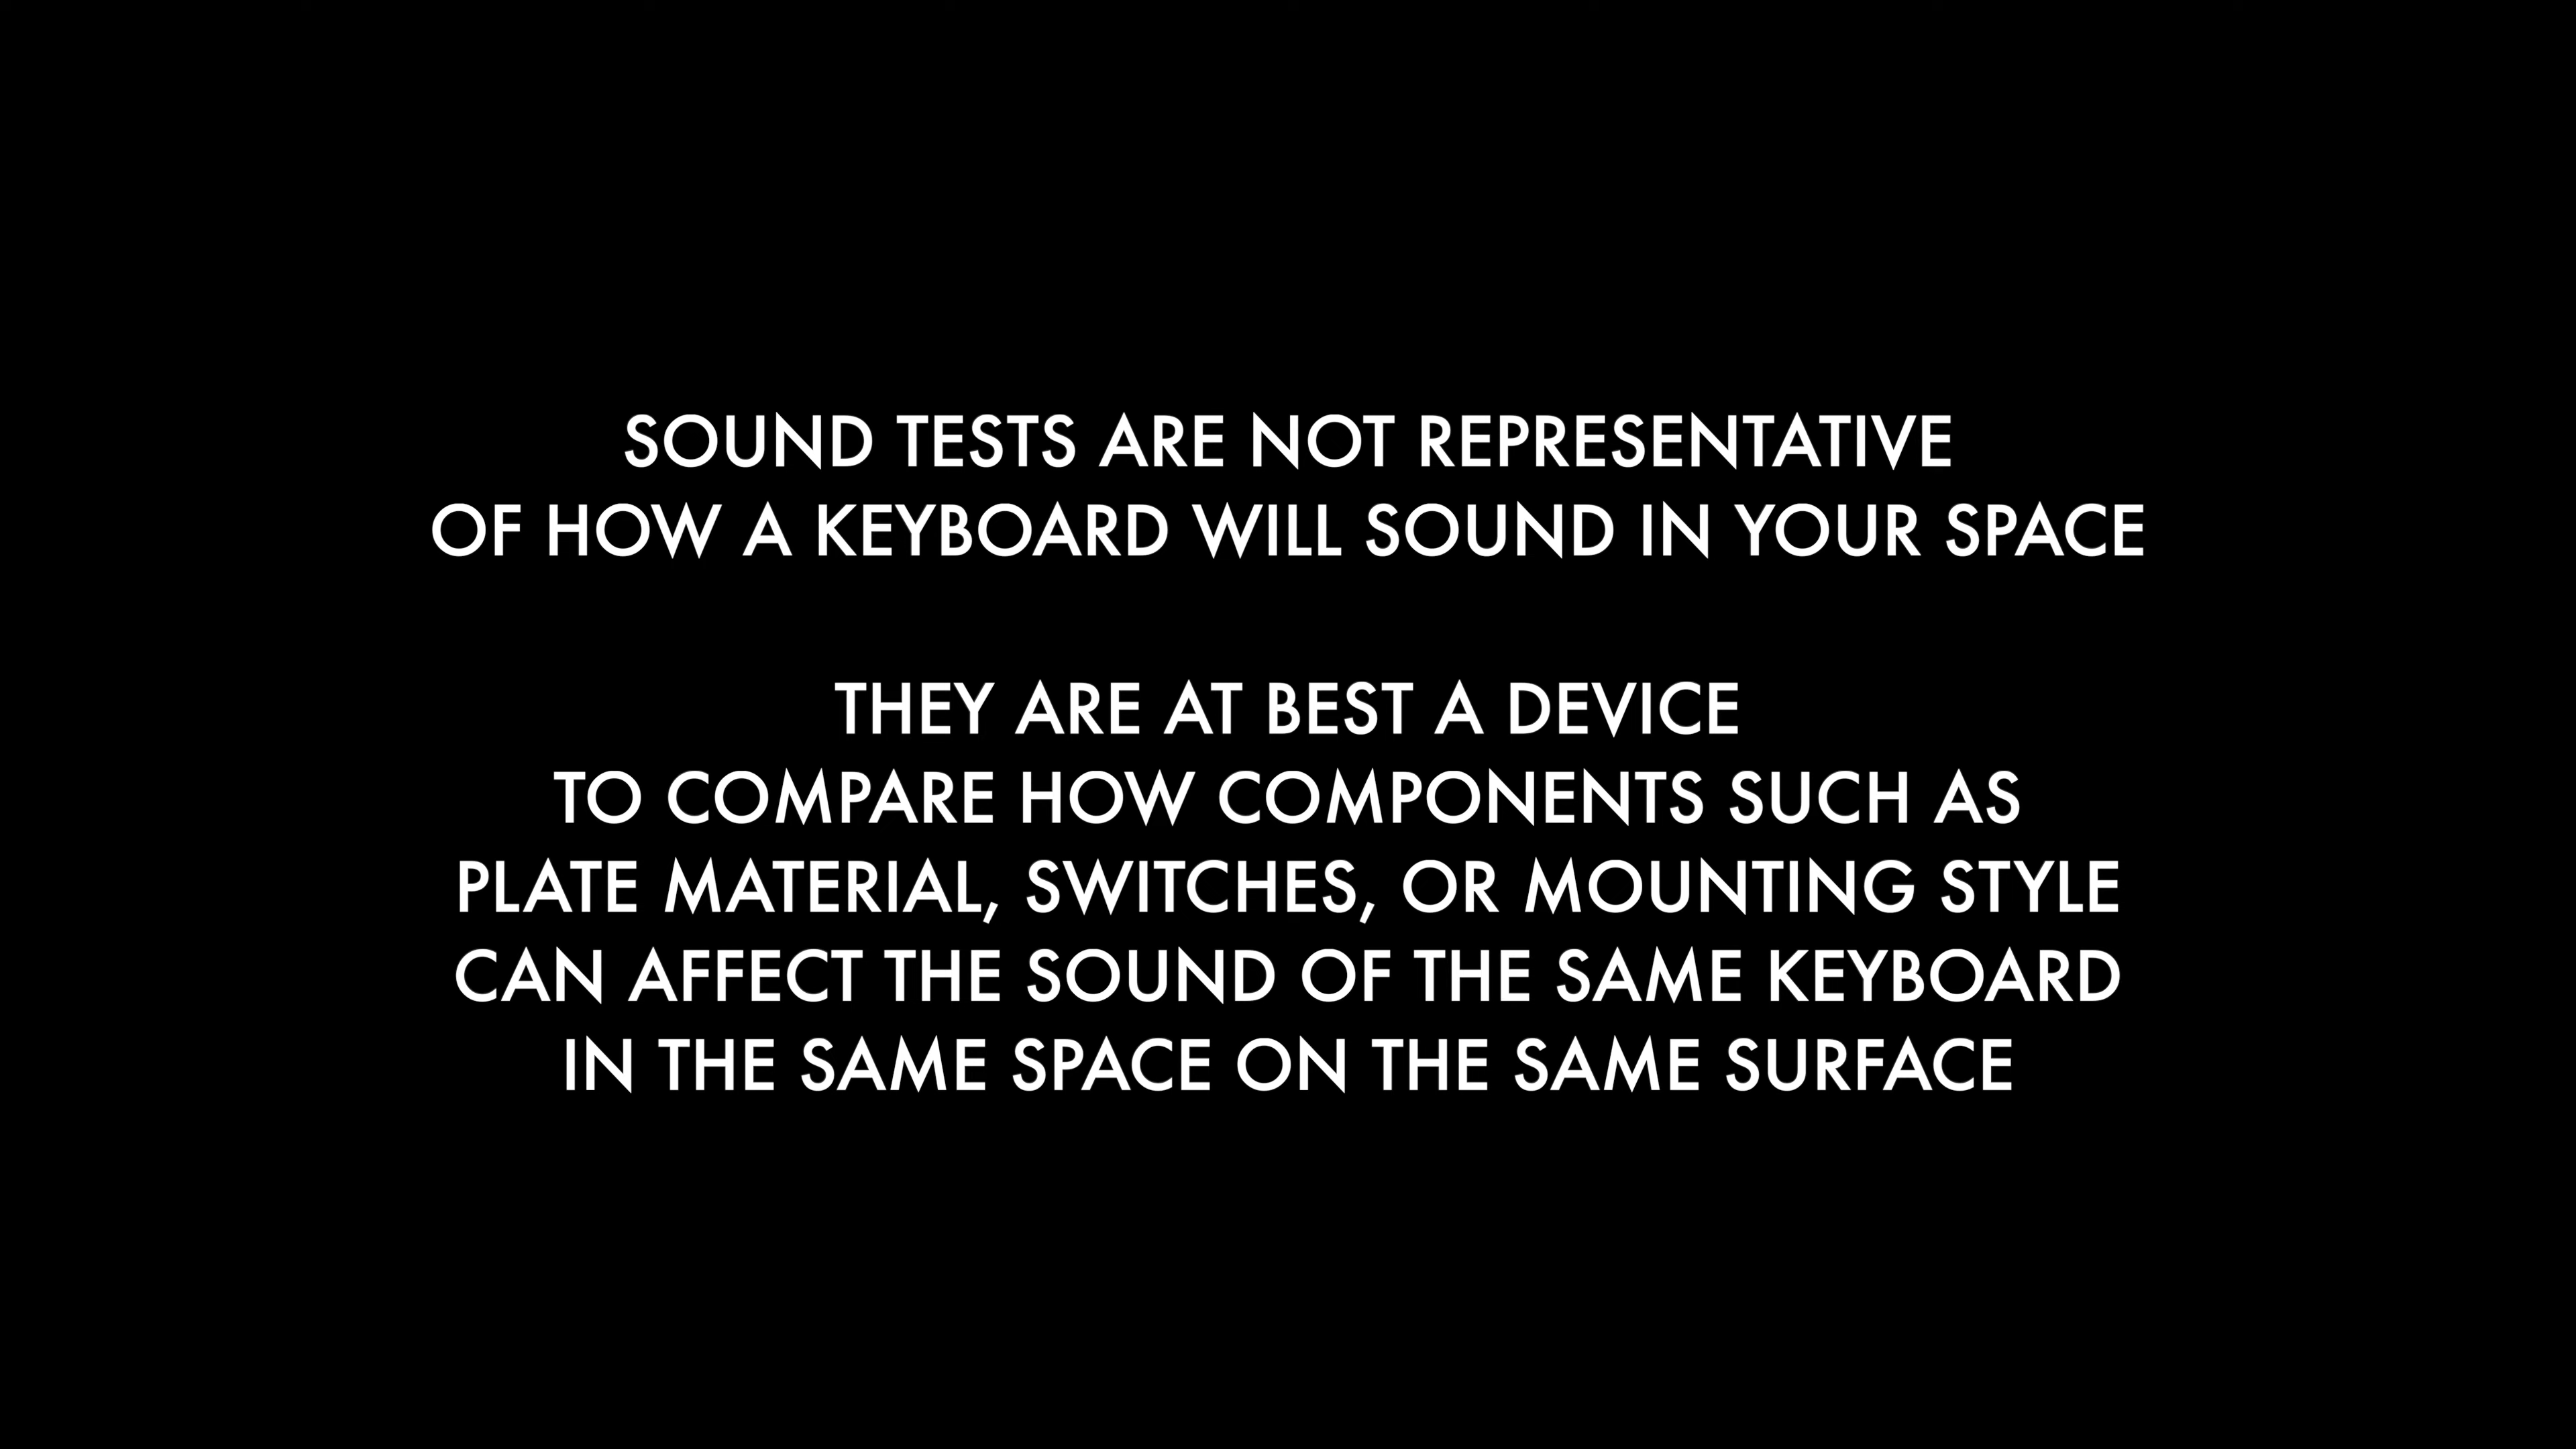 SOUND TESTS ARE NOT REPRESENTATIVE
OF HOW A KEYBOARD WILL SOUND IN YOUR SPACE
THEY ARE AT BEST A DEVICE
TO COMPARE HOW COMPONENTS SUCH AS
PLATE MATERIAL, SWITCHES, OR MOUNTING STYLE
CAN AFFECT THE SOUND OF THE SAME KEYBOARD
IN THE SAME SPACE ON THE SAME SURFACE